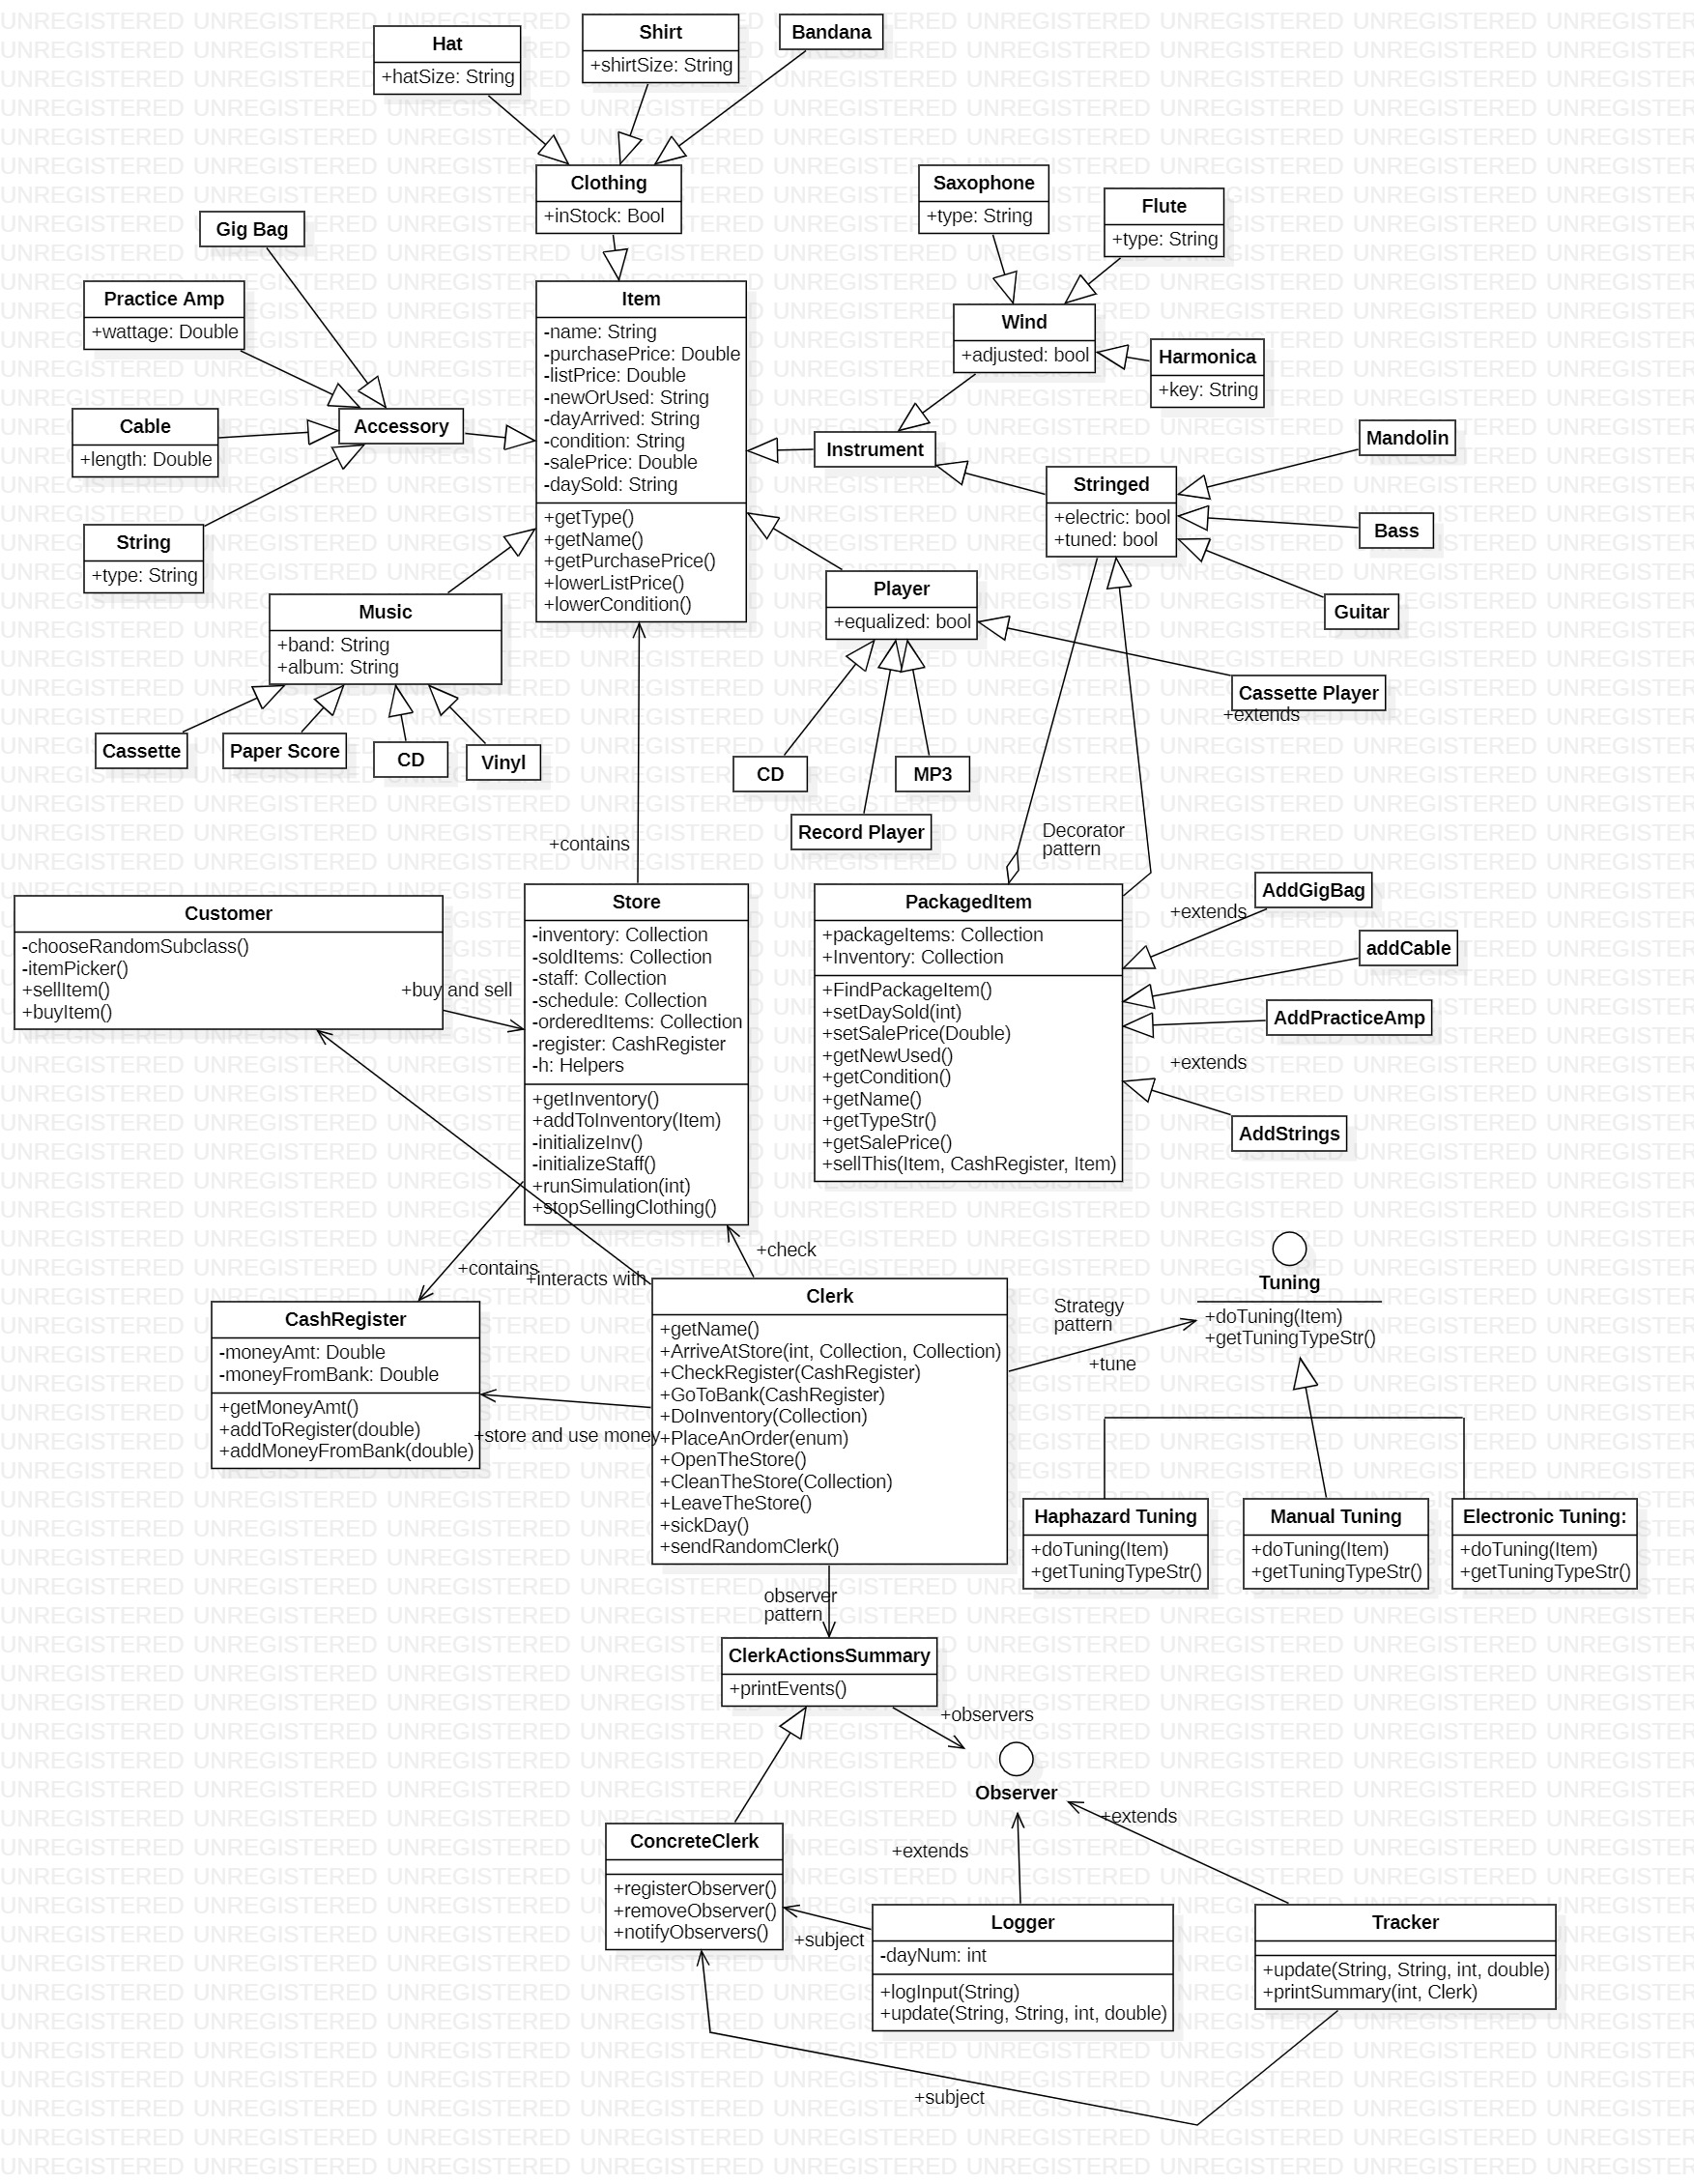 Hat
+hatSize: String
Shirt
+shirtSize: String
Bandana
Clothing
+inStock: Bool
Saxophone
+type: String
Flute
+type: String
Gig Bag
Practice Amp
+wattage: Double
Item
-name: String
-purchasePrice: Double
-listPrice: Double
-newOrUsed: String
-dayArrived: String
-condition: String
-salePrice: Double
-daySold: String
+getType()
+getName()
+getPurchasePrice()
+lowerListPrice()
+lowerCondition()
Wind
+adjusted: bool
Harmonica
+key: String
Cable
+length: Double
Accessory
Instrument
Mandolin
Stringed
+electric: bool
+tuned: bool
Bass
String
+type: String
Guitar
Music
+band: String
+album: String
Player
+equalized: bool
Cassette Player
+extends
Cassette
Paper Score
CD
Vinyl
CD
MP3
Record Player
+contains
Decorator
pattern
Customer
-chooseRandomSubclass()
-itemPicker()
+sellItem()
+buyItem()
+buy and sell
Store
-inventory: Collection
-soldItems: Collection
-staff: Collection
-schedule: Collection
-orderedItems: Collection
-register: CashRegister
-h: Helpers
+getInventory()
+addToInventory(Item)
-initializeInv()
-initializeStaff()
+runSimulation(int)
+stopSellingClothing()
PackagedItem
+packageItems: Collection
+Inventory: Collection
+FindPackageItem()
+setDaySold(int)
+setSalePrice(Double)
+getNewUsed()
+getCondition()
+getName()
+getTypeStr()
+getSalePrice()
+sellThis(Item, CashRegister, Item)
AddGigBag
+extends
addCable
AddPracticeAmp
+extends
AddStrings
+check
+contains
+interacts with
CashRegister
-moneyAmt: Double
-moneyFromBank: Double
+getMoneyAmt()
+addToRegister(double)
+addMoneyFromBank(double)
+store and use money
Clerk
+getName()
+ArriveAtStore(int, Collection, Collection)
+CheckRegister(CashRegister)
+GoToBank(CashRegister)
+DoInventory(Collection)
+PlaceAnOrder(enum)
+OpenTheStore()
+CleanTheStore(Collection)
+LeaveTheStore()
+sickDay()
+sendRandomClerk()
Strategy
pattern
+tune
Tuning
+doTuning(Item)
+getTuningTypeStr()
Haphazard Tuning
+doTuning(Item)
+getTuningTypeStr()
Manual Tuning
+doTuning(Item)
+getTuningTypeStr()
Electronic Tuning:
+doTuning(Item)
+getTuningTypeStr()
observer
pattern
ClerkActionsSummary
+printEvents()
+observers
Observer
+extends
+extends
ConcreteClerk
+registerObserver()
+removeObserver()
+notifyObservers()
+subject
Logger
-dayNum: int
+logInput(String)
+update(String, String, int, double)
Tracker
+update(String, String, int, double)
+printSummary(int, Clerk)
+subject
UNREGISTERED